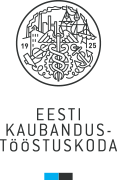 19 25
EESTI
KAUBANDUS-
TÖÖSTUSKODA